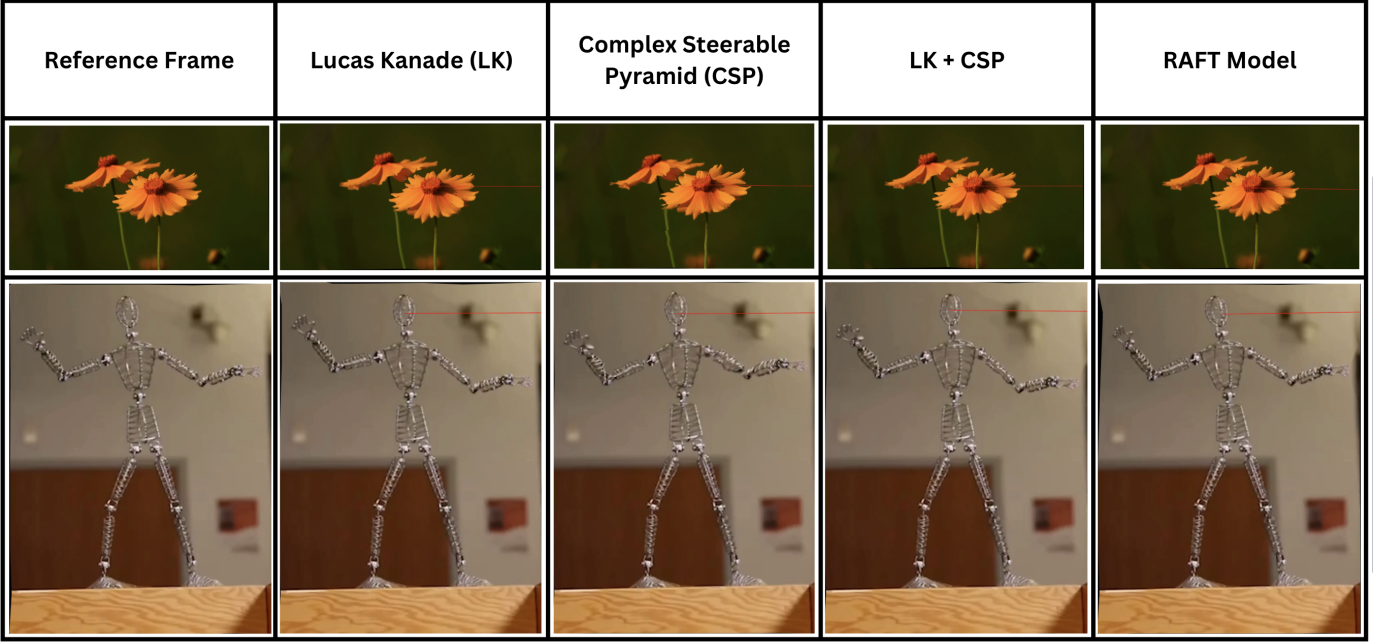 Reference Frame
Lucas Kanade (LK)
Complex Steerable
Pyramid (CSP)
LK + CSP
RAFT Model